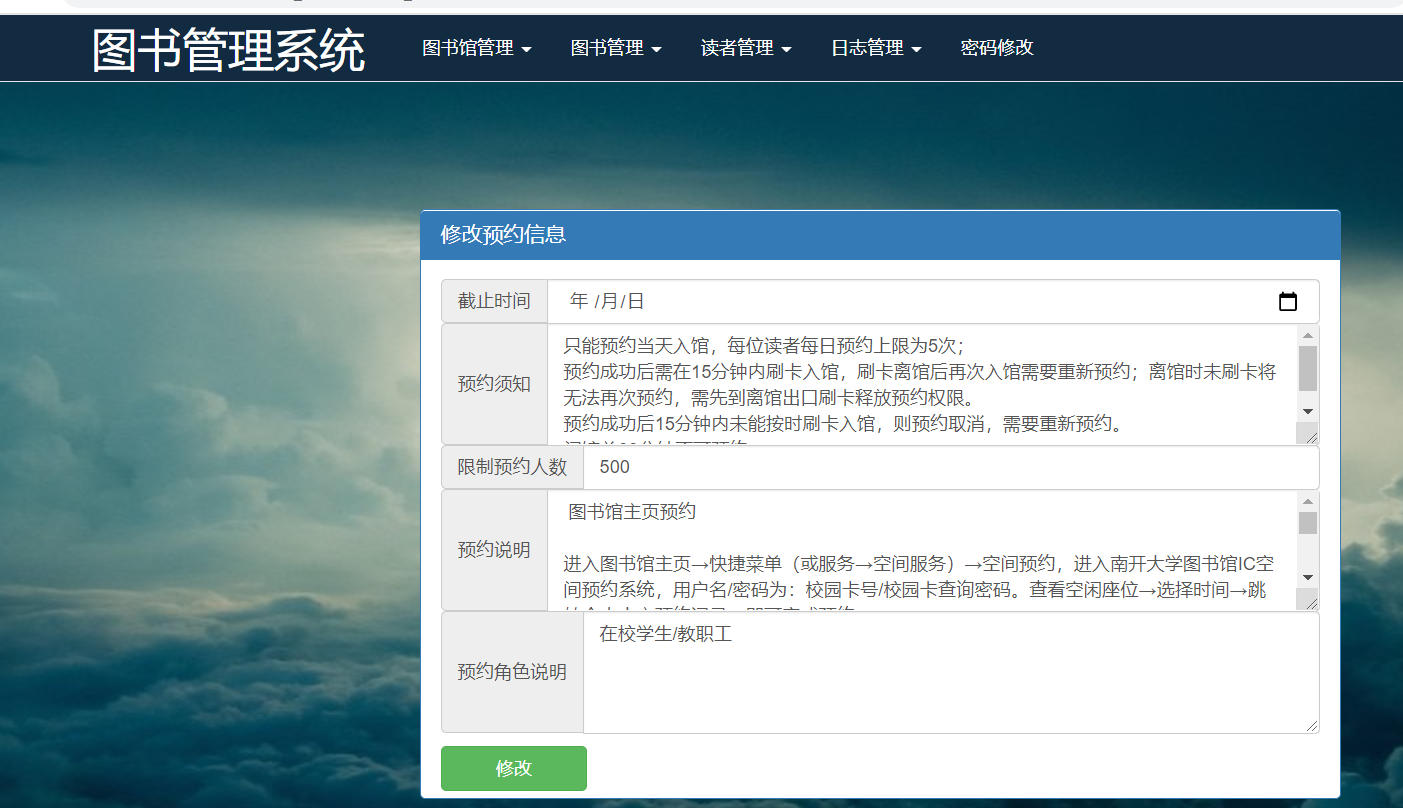 图书管理系统 图书馆管理 图书管理 读者管理 日志管理 密码修改
修改预约信息
截止时间 年 /月/日
预约须知
只能预约当天入馆，每位读者每日预约上限为5次；
预约成功后需在15分钟内刷卡入馆，刷卡离馆后再次入馆需要重新预约；离馆时未刷卡将
无法再次预约，需先到离馆出口刷卡释放预约权限。
预约成功后15分钟内未能按时刷卡入馆，则预约取消，需要重新预约。
限制预约人数 500
预约说明
图书馆主页预约
进入图书馆主页→快捷菜单（或服务→空间服务）→空间预约，进入南开大学图书馆IC空
间预约系统，用户名/密码为：校园卡号/校园卡查询密码。查看空闲座位→选择时间→跳
预约角色说明
在校学生/教职工
修改